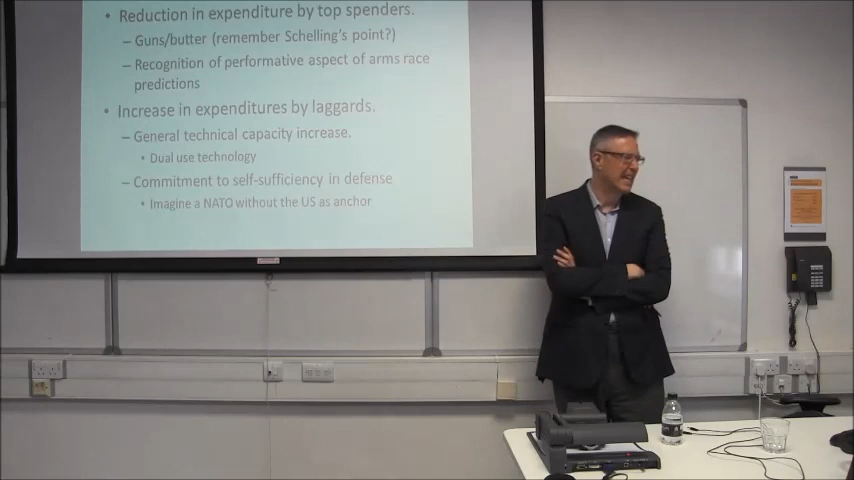 • Reduction in expenditure by top spenders.
– Guns/butter (remember Schelling's point?)
– Recognition of performative aspect of arms race
predictions
• Increase in expenditures by laggards.
– General technical capacity increase.
• Dual use technology
– Commitment to self-sufficiency in defense
• Imagine a NATO without the US as anchor